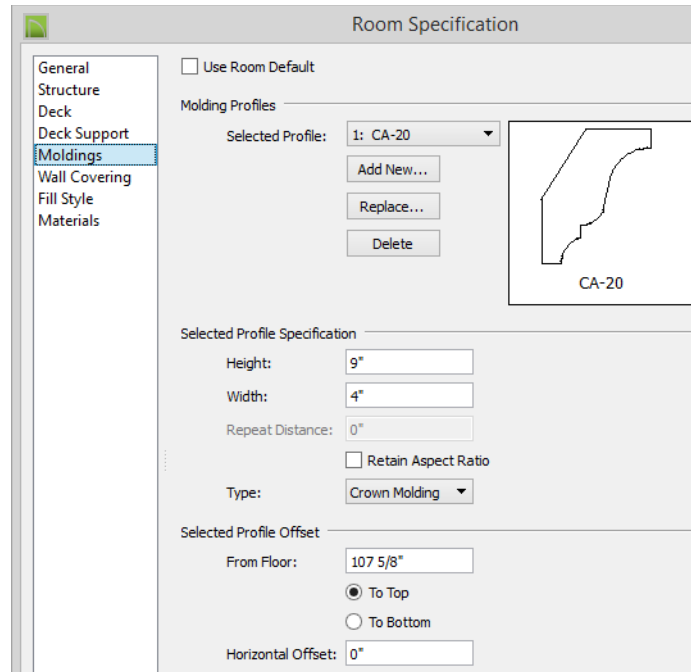 Room Specification
General
Structure
Deck
Deck Support
Moldings
Wall Covering
Fill Style
Materials
Use Room Default
Molding Profiles
Selected Profile: 1: CA-20
Add New...
Replace...
Delete
CA-20
Selected Profile Specification
Height: 9"
Width: 4"
Repeat Distance: 0"
Retain Aspect Ratio
Type: Crown Molding
Selected Profile Offset
From Floor: 107 5/8"
To Top
To Bottom
Horizontal Offset: 0"